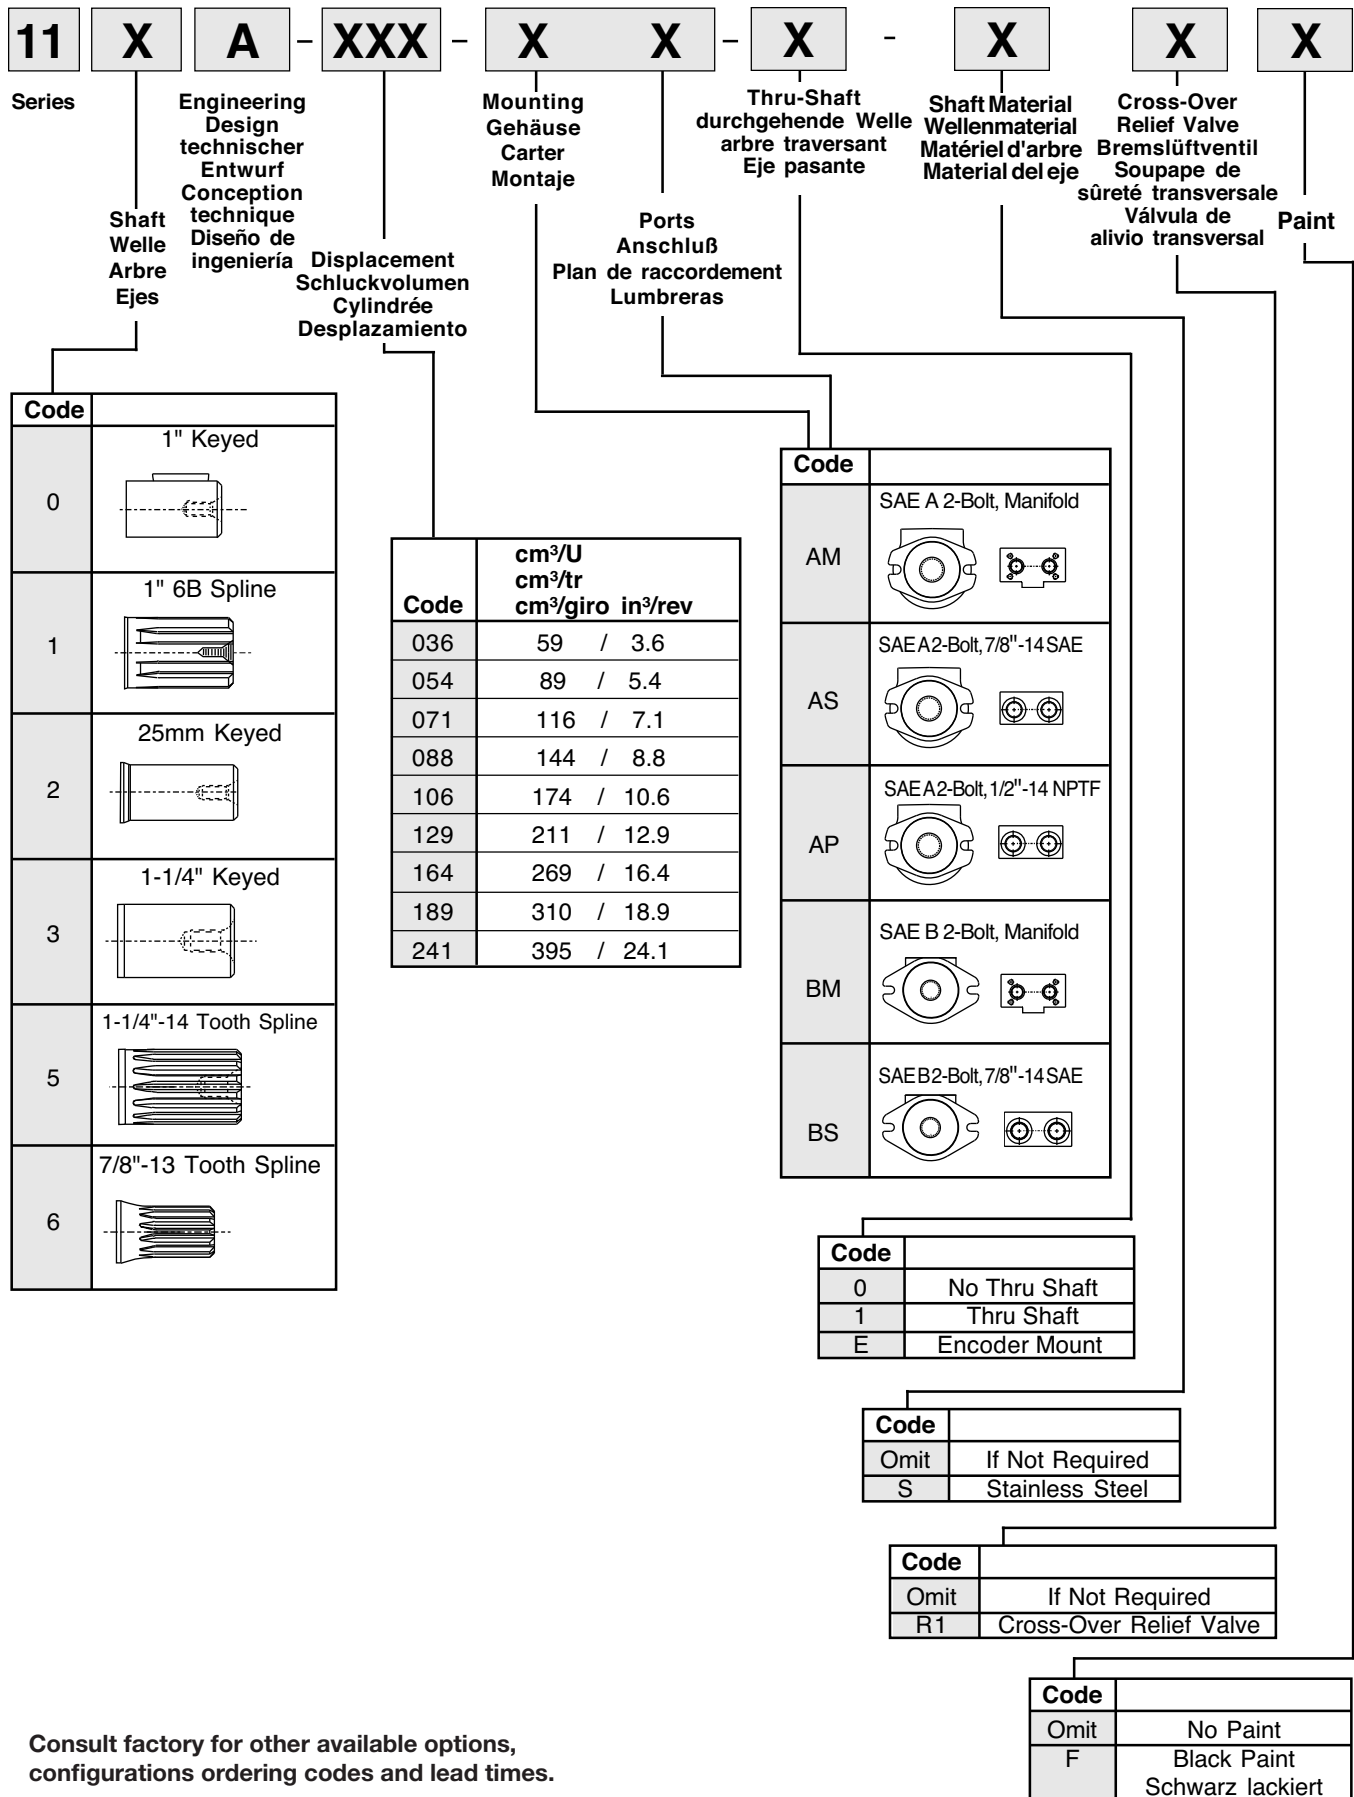 11 X A – XXX – X X – X - X X X
Series
Engineering
Design
technischer
Entwurf
Conception
technique
Diseño de
ingeniería
Mounting
Gehäuse
Carter
Montaje
Thru-Shaft
durchgehende Welle
arbre traversant
Eje pasante
Shaft Material
Wellenmaterial
Matériel d'arbre
Material del eje
Cross-Over
Relief Valve
Bremslüftventil
Soupape de
sûreté transversale
Válvula de
alivio transversal
Paint
Shaft
Welle
Arbre
Ejes
Displacement
Schluckvolumen
Cylindrée
Desplazamiento
Ports
Anschluß
Plan de raccordement
Lumbreras
Code
0 1" Keyed
1 1" 6B Spline
2 25mm Keyed
3 1-1/4" Keyed
5 1-1/4"-14 Tooth Spline
6 7/8"-13 Tooth Spline
cm³/U
cm³/tr
Code cm³/giro in³/rev
036 59 / 3.6
054 89 / 5.4
071 116 / 7.1
088 144 / 8.8
106 174 / 10.6
129 211 / 12.9
164 269 / 16.4
189 310 / 18.9
241 395 / 24.1
Code
AM SAE A 2-Bolt, Manifold
AS SAE A 2-Bolt, 7/8"-14 SAE
AP SAE A 2-Bolt, 1/2"-14 NPTF
BM SAE B 2-Bolt, Manifold
BS SAE B 2-Bolt, 7/8"-14 SAE
Code
0 No Thru Shaft
1 Thru Shaft
E Encoder Mount
Code
Omit If Not Required
S Stainless Steel
Code
Omit If Not Required
R1 Cross-Over Relief Valve
Code
Omit No Paint
F Black Paint
Schwarz lackiert
Consult factory for other available options,
configurations ordering codes and lead times.